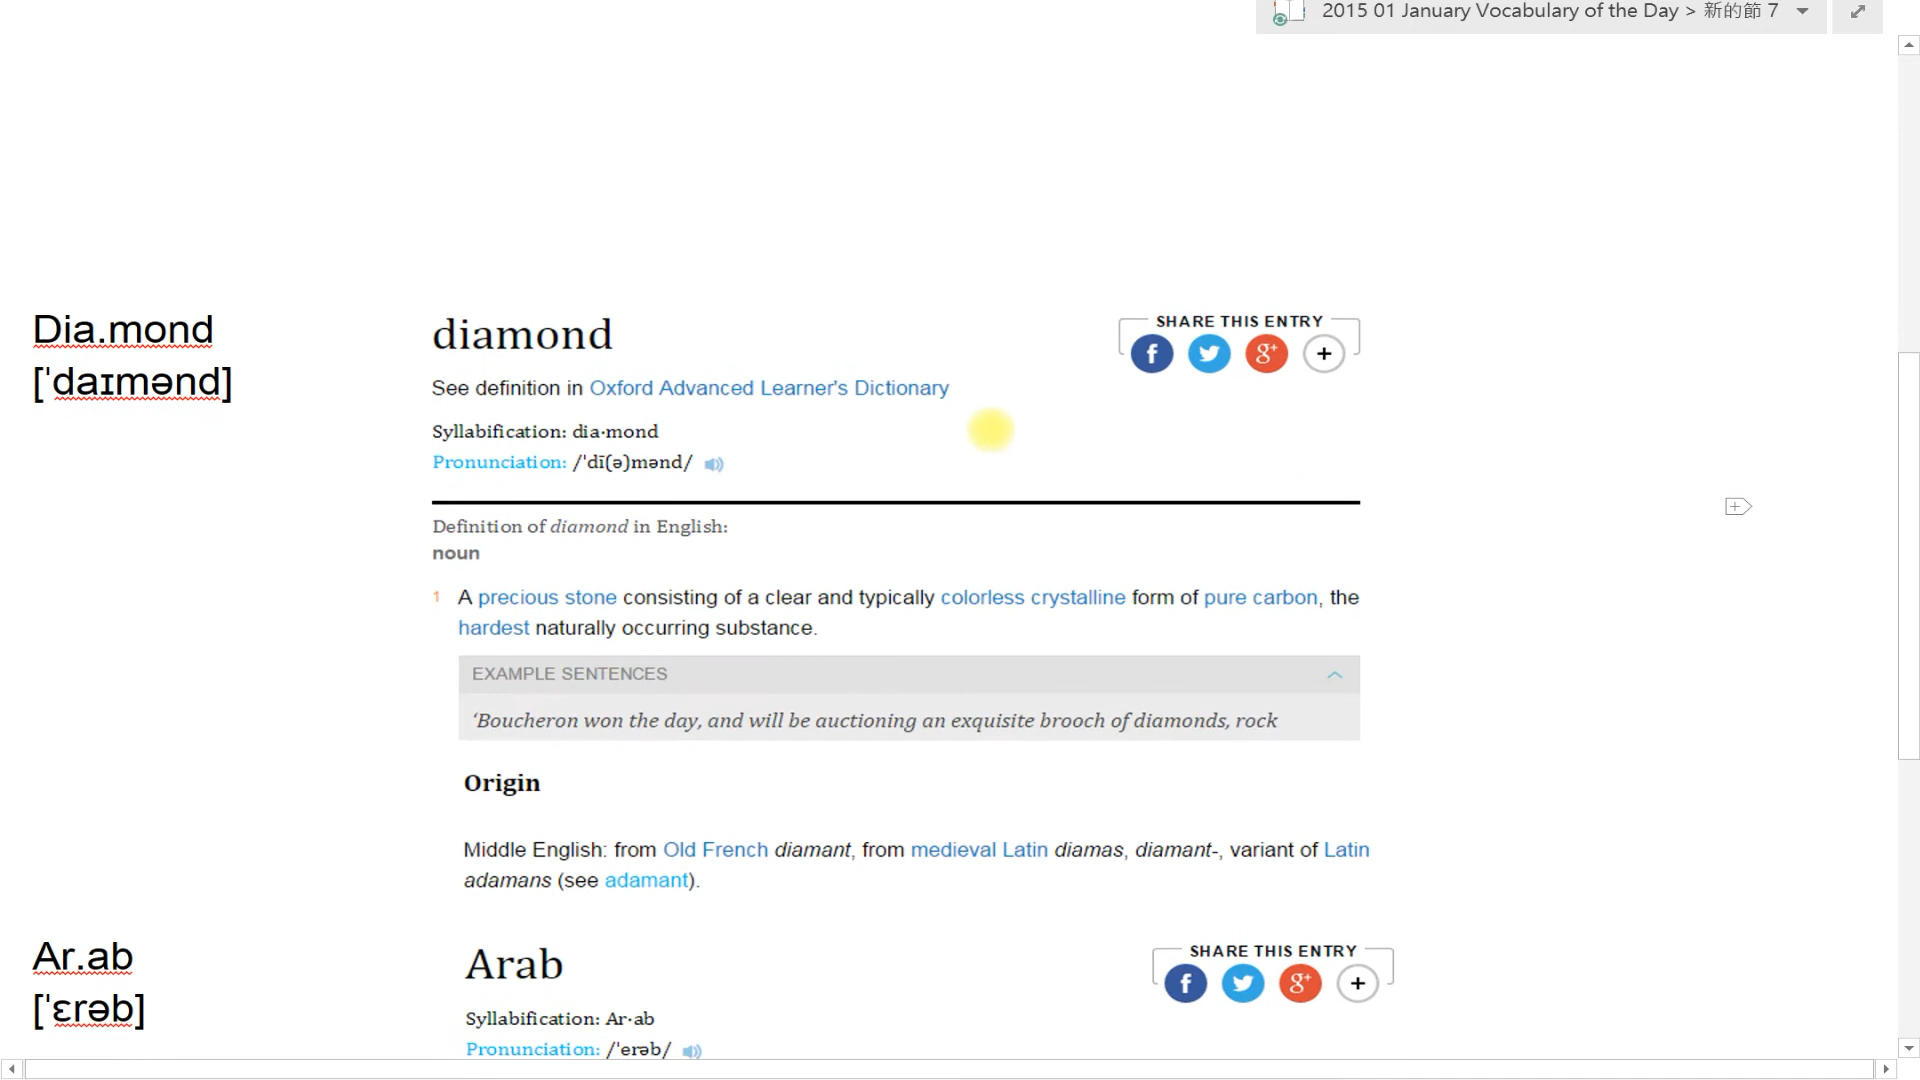 2015 01 January Vocabulary of the Day > 新的節 7
Dia.mond
[ˈdaɪmənd]
diamond
SHARE THIS ENTRY
See definition in Oxford Advanced Learner's Dictionary
Syllabification: dia·mond
Pronunciation: /ˈdī(ə)mənd/
Definition of diamond in English:
noun
1 A precious stone consisting of a clear and typically colorless crystalline form of pure carbon, the
hardest naturally occurring substance.
EXAMPLE SENTENCES
‘Boucheron won the day, and will be auctioning an exquisite brooch of diamonds, rock
Origin
Middle English: from Old French diamant, from medieval Latin diamas, diamant-, variant of Latin
adamans (see adamant).
Ar.ab
[ˈɛrəb]
Arab
SHARE THIS ENTRY
Syllabification: Ar·ab
Pronunciation: /ˈerəb/